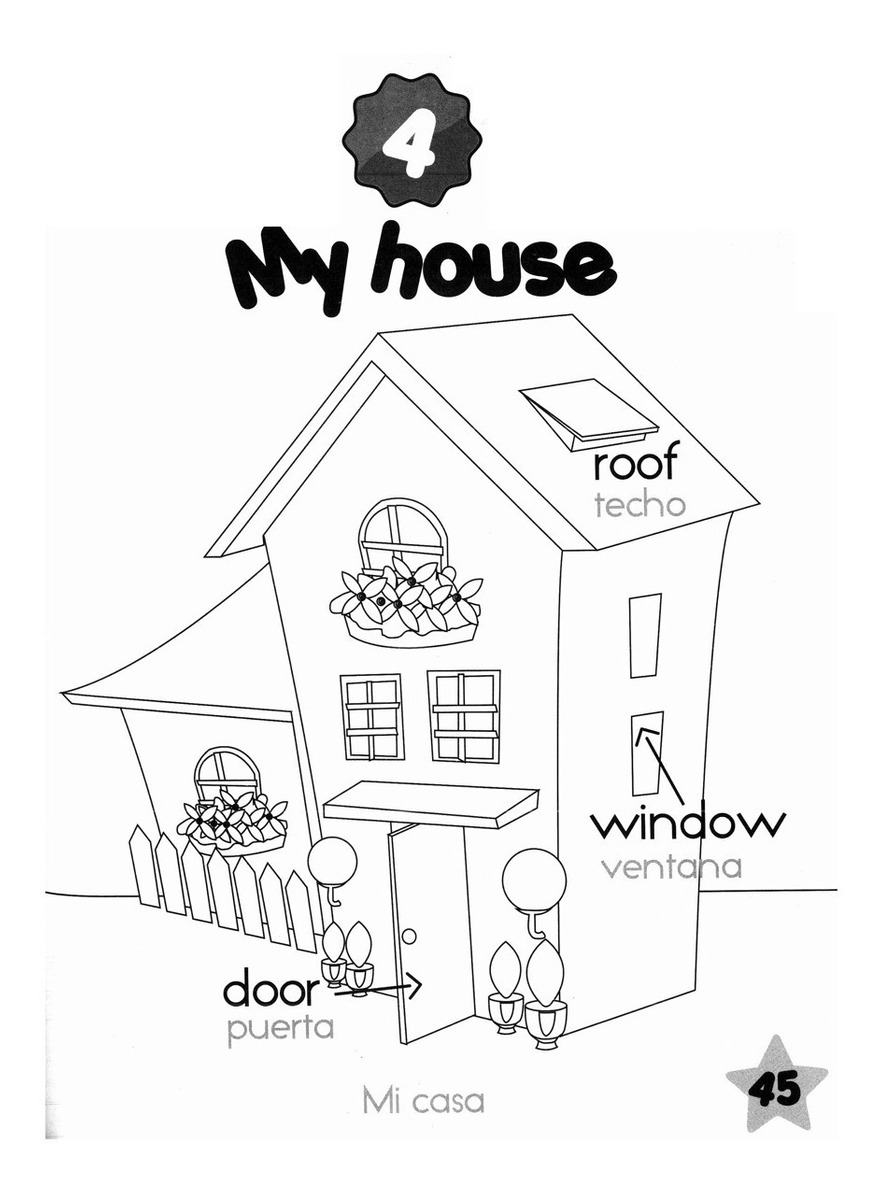 4
My house
roof
techo
window
ventana
door
puerta
Mi casa
45